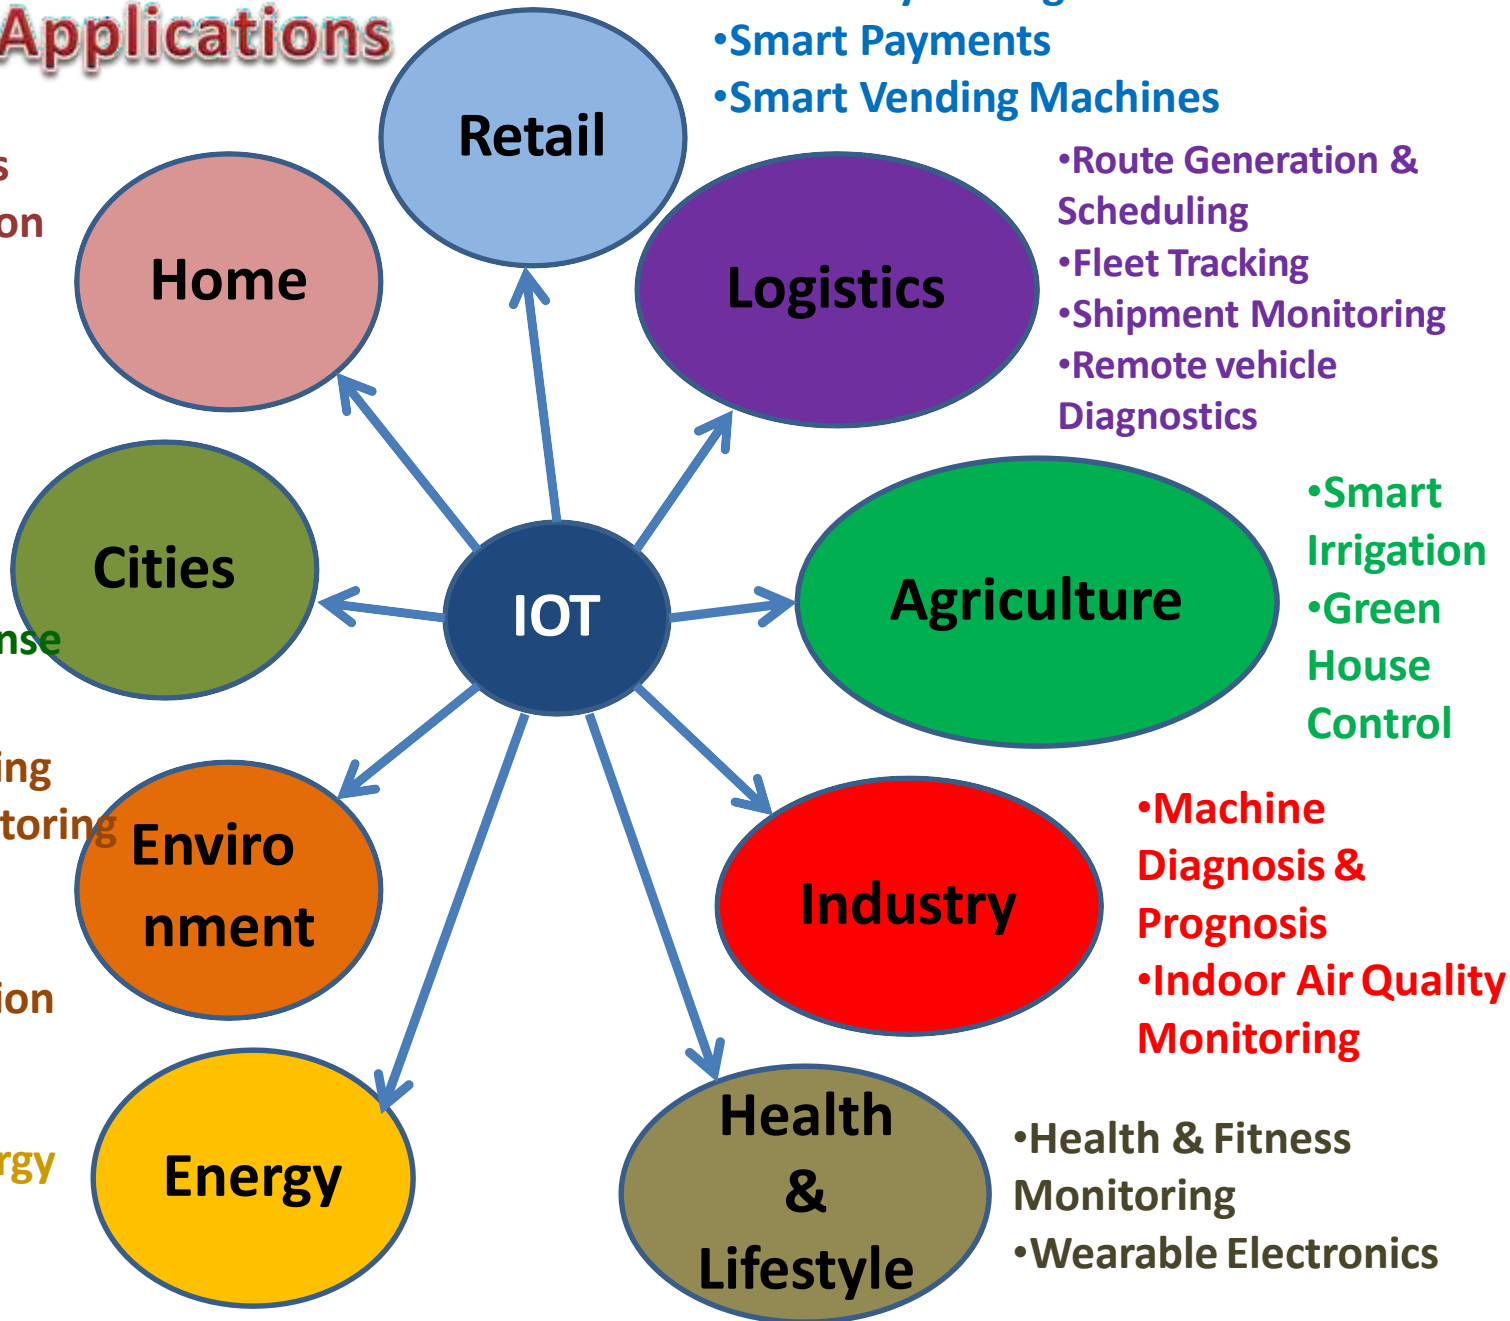 Applications
•Smart Payments
•Smart Vending Machines
Retail
•Route Generation &
Scheduling
•Fleet Tracking
•Shipment Monitoring
•Remote vehicle
Diagnostics
Home
Logistics
•Smart
Irrigation
•Green
House
Control
Cities
IOT
Agriculture
•Machine
Diagnosis &
Prognosis
•Indoor Air Quality
Monitoring
Enviro
nment
Industry
Energy
Health
&
Lifestyle
•Health & Fitness
Monitoring
•Wearable Electronics